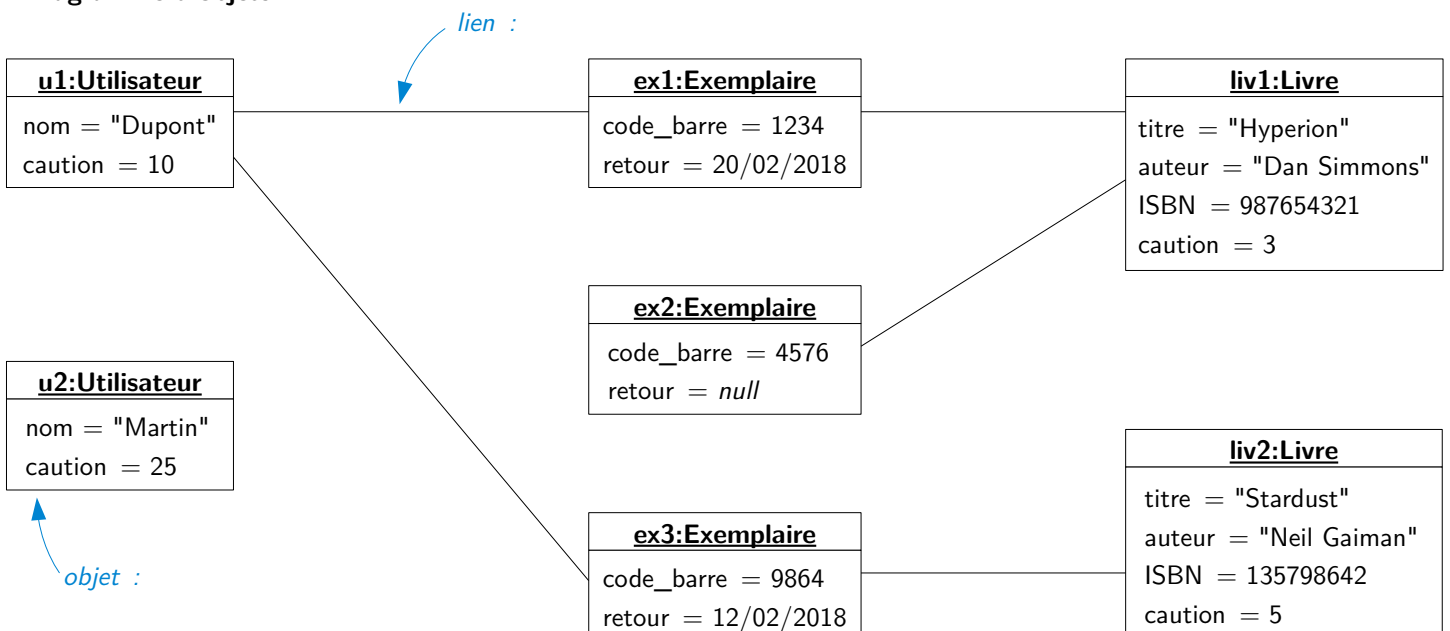 lien :
u1:Utilisateur
nom = "Dupont"
caution = 10
ex1:Exemplaire
code_barre = 1234
retour = 20/02/2018
liv1:Livre
titre = "Hyperion"
auteur = "Dan Simmons"
ISBN = 987654321
caution = 3
ex2:Exemplaire
code_barre = 4576
retour = null
u2:Utilisateur
nom = "Martin"
caution = 25
objet :
ex3:Exemplaire
code_barre = 9864
retour = 12/02/2018
liv2:Livre
titre = "Stardust"
auteur = "Neil Gaiman"
ISBN = 135798642
caution = 5